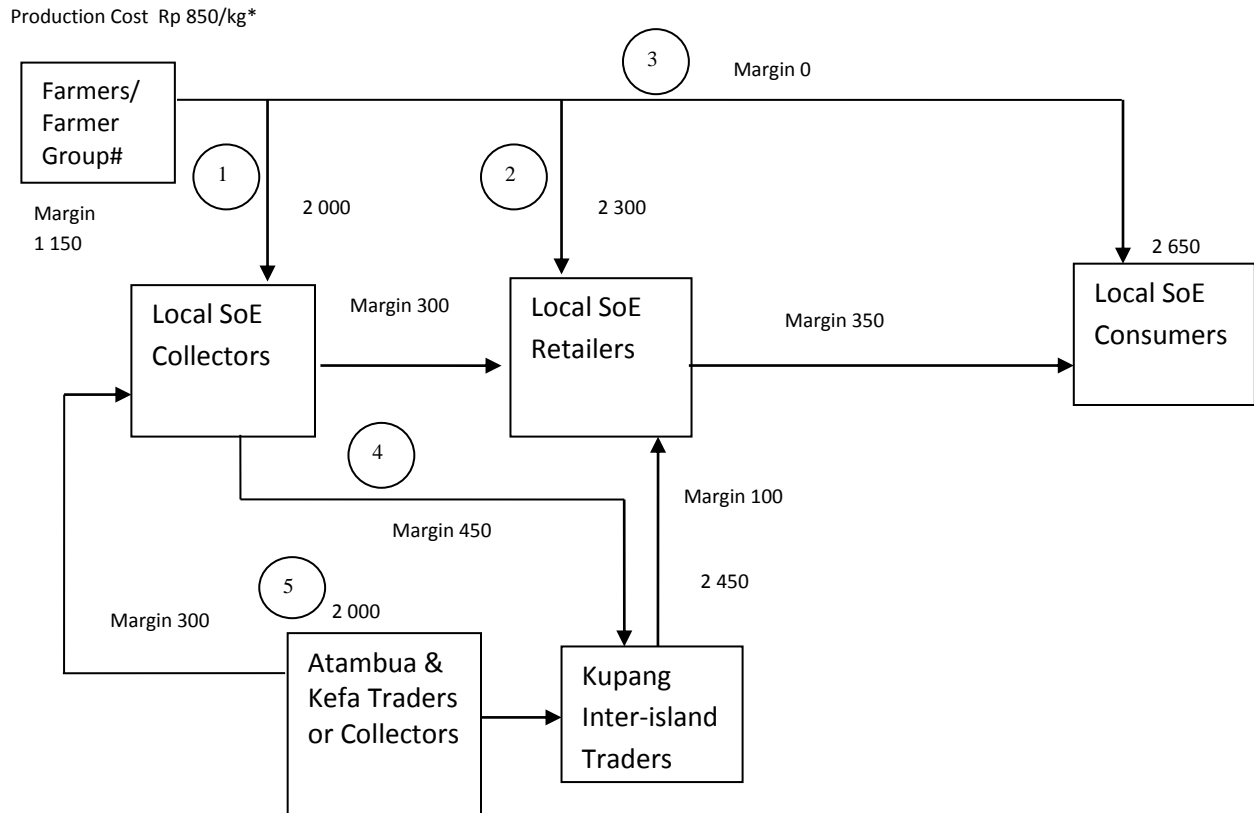 Production Cost  Rp 850/kg*
3
Margin 0
Farmers/
Farmer
Group#
1
2
Margin
1 150
2 000
2 300
2 650
Local SoE
Collectors
Margin 300
Local SoE
Retailers
Margin 350
Local SoE
Consumers
4
Margin 450
Margin 100
5
2 000
2 450
Margin 300
Atambua &
Kefa Traders
or Collectors
Kupang
Inter-island
Traders